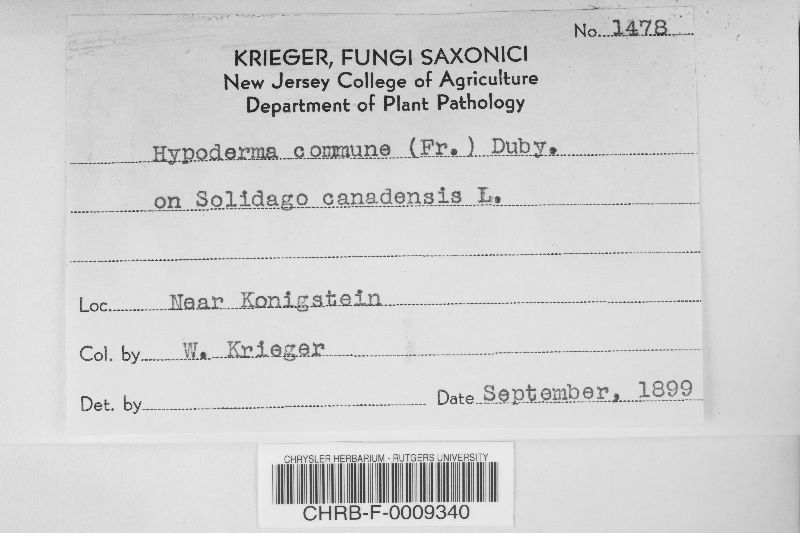 No. 1478
KRIEGER, FUNGI SAXONICI
New Jersey College of Agriculture
Department of Plant Pathology
Hypoderma commune (Fr.) Duby.
on Solidago canadensis L.
Loc. Near Konigstein
Col. by W. Krieger
Det. by
Date September, 1899
CHRYSLER HERBARIUM - RUTGERS UNIVERSITY
CHRB-F-0009340